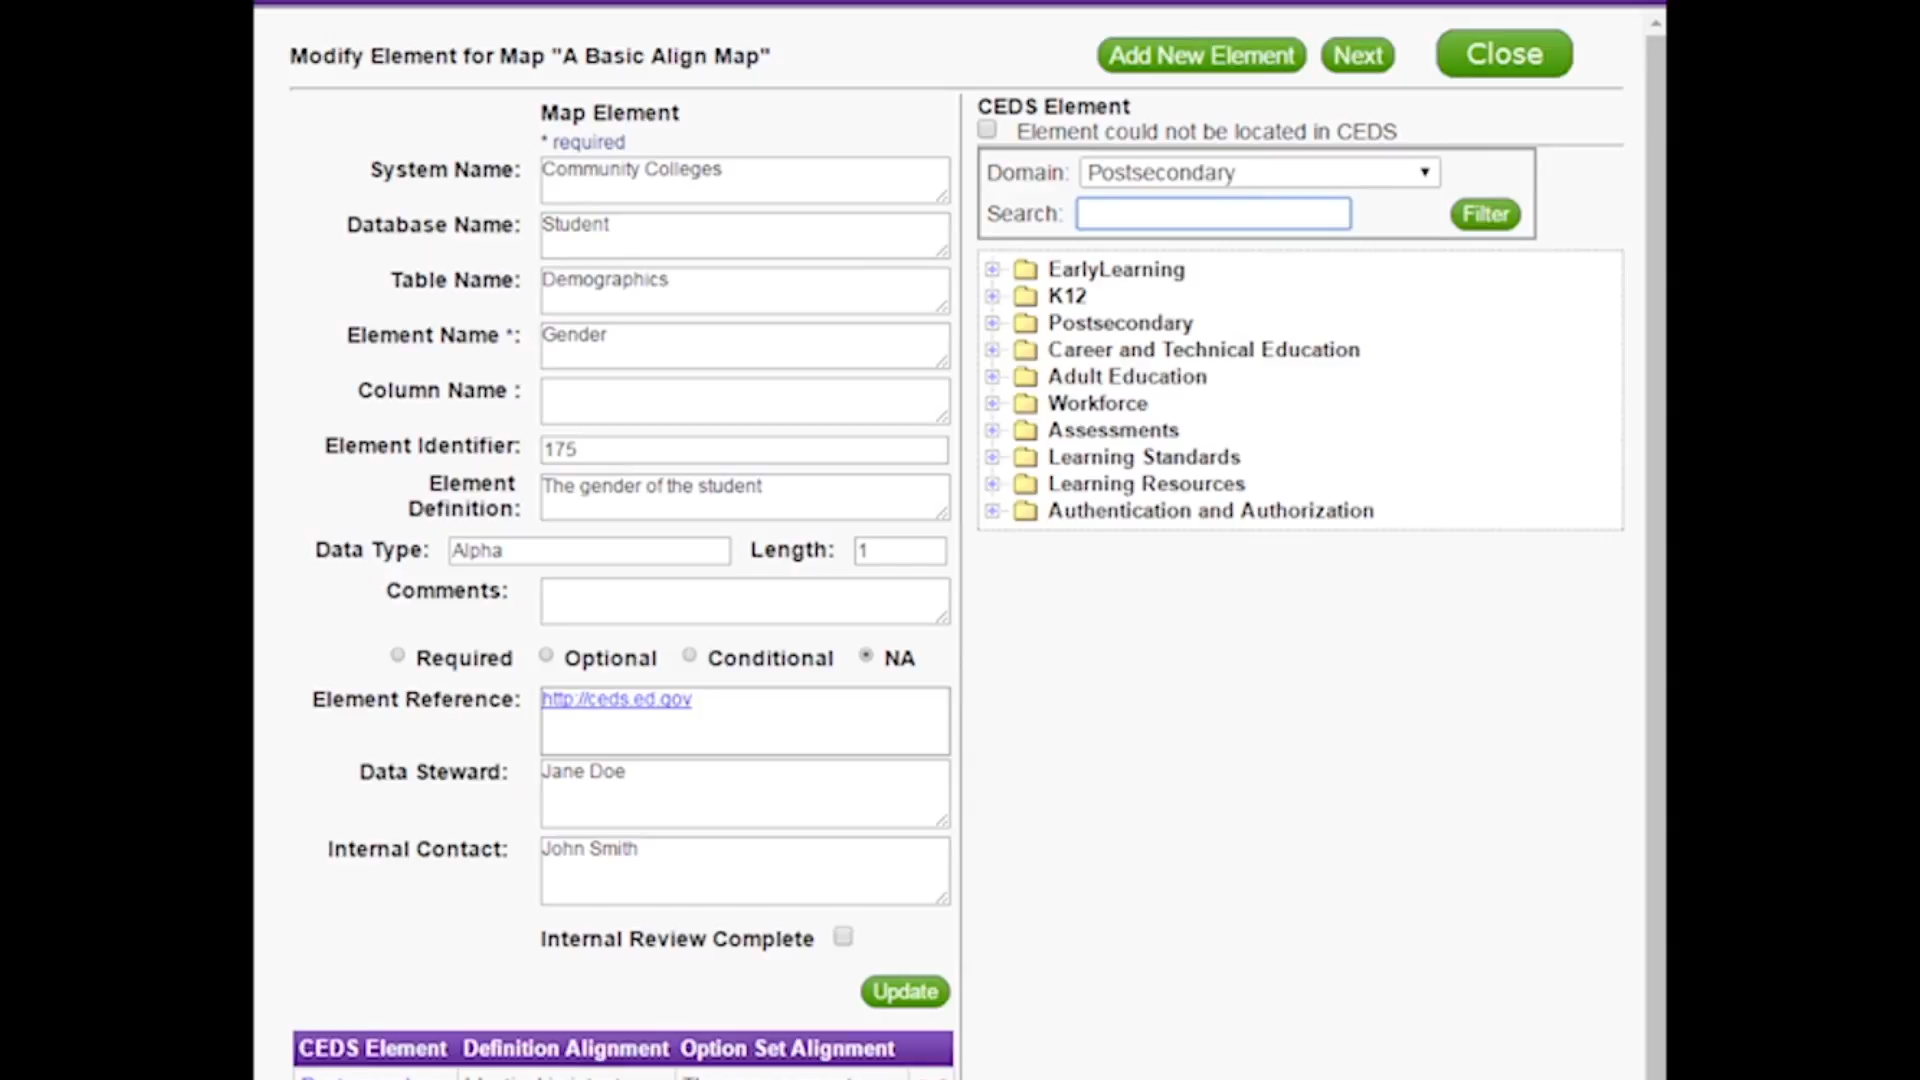 Modify Element for Map "A Basic Align Map"
Add New Element
Next
Close
Map Element
* required
System Name:
Community Colleges
Database Name:
Student
Table Name:
Demographics
Element Name *:
Gender
Column Name :
Element Identifier:
175
Element
Definition:
The gender of the student
Data Type:
Alpha
Length:
1
Comments:
Required
Optional
Conditional
NA
Element Reference:
http://ceds.ed.gov
Data Steward:
Jane Doe
Internal Contact:
John Smith
Internal Review Complete
Update
CEDS Element
Definition Alignment
Option Set Alignment
CEDS Element
Element could not be located in CEDS
Domain:
Postsecondary
Search:
Filter
EarlyLearning
K12
Postsecondary
Career and Technical Education
Adult Education
Workforce
Assessments
Learning Standards
Learning Resources
Authentication and Authorization